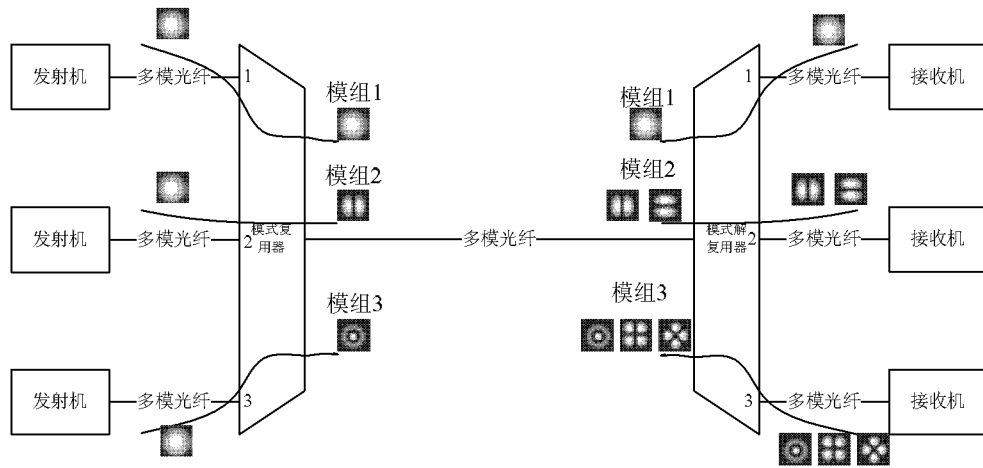 发射机
多模光纤
1
模组1
模组1
1
多模光纤
接收机
模组2
模组2
发射机
多模光纤
2
模式复
用器
多模光纤
模式解
复用器
2
多模光纤
接收机
模组3
模组3
发射机
多模光纤
3
3
多模光纤
接收机